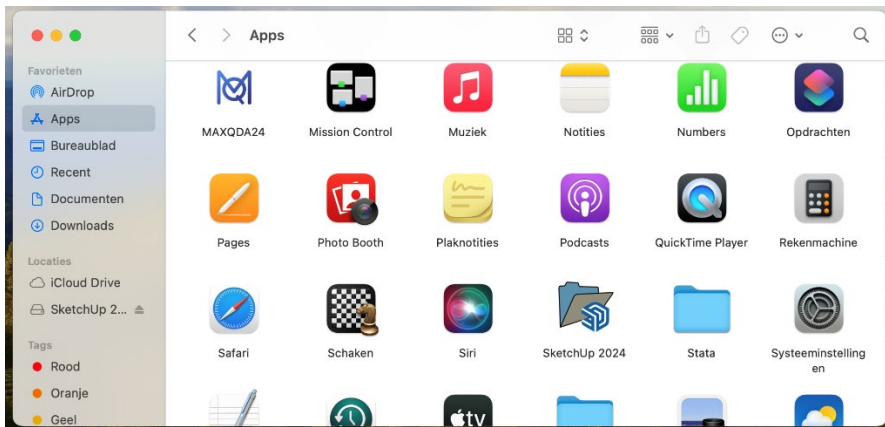 Apps
Favorieten
AirDrop
Apps
Bureaublad
Recent
Documenten
Downloads
Locaties
iCloud Drive
SketchUp 2...
Tags
Rood
Oranje
Geel
MAXQDA24
Mission Control
Muziek
Notities
Numbers
Opdrachten
Pages
Photo Booth
Plaknotities
Podcasts
QuickTime Player
Rekenmachine
Safari
Schaken
Siri
SketchUp 2024
Stata
Systeeminstelling
en
tv